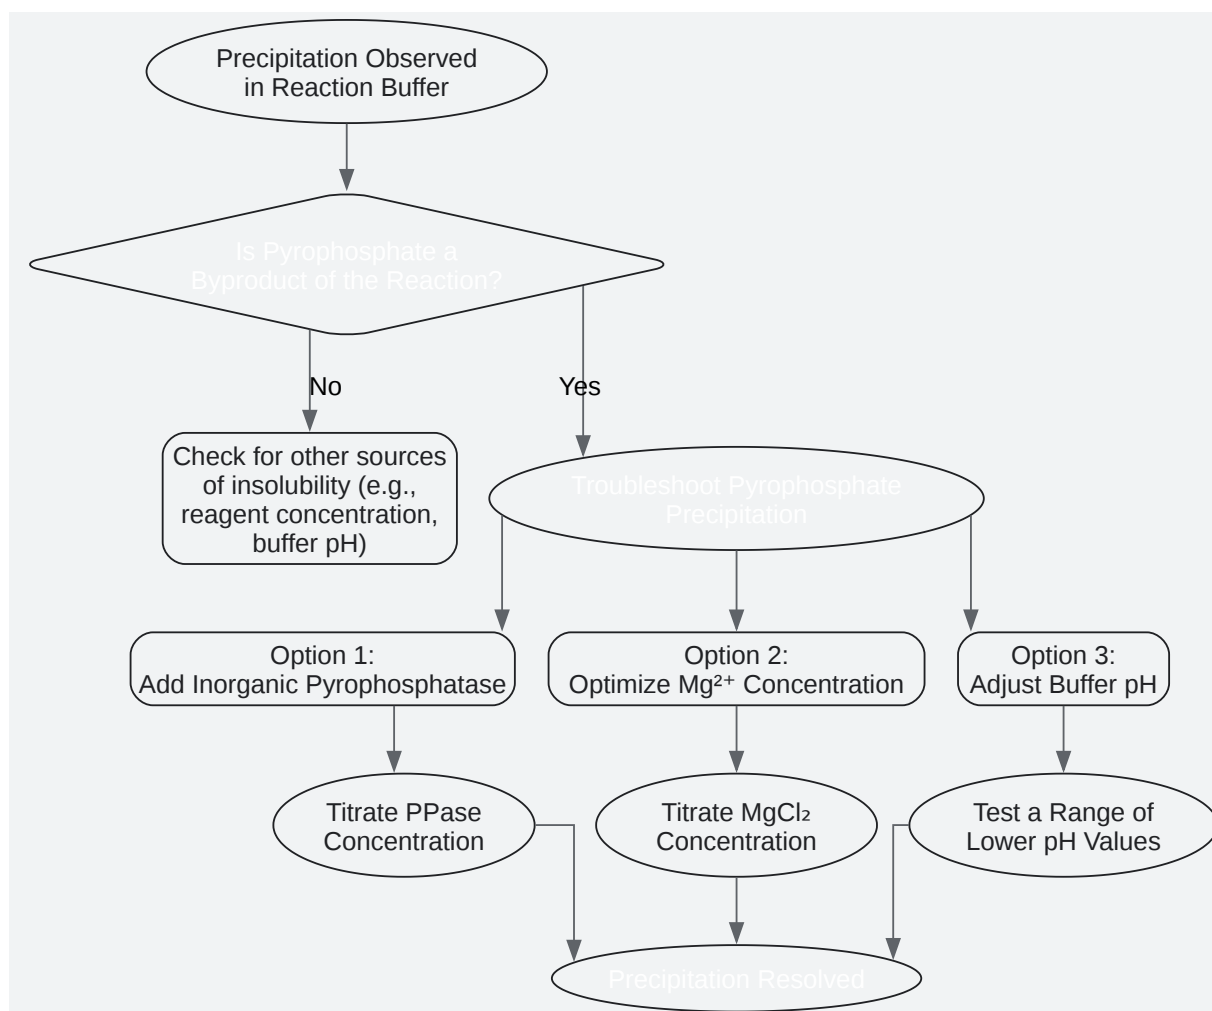 Precipitation Observed
in Reaction Buffer
Is Pyrophosphate a
Byproduct of the Reaction?
No
Yes
Check for other sources
of insolubility (e.g.,
reagent concentration,
buffer pH)
Troubleshoot Pyrophosphate
Precipitation
Option 1:
Add Inorganic Pyrophosphatase
Option 2:
Optimize Mg²⁺ Concentration
Option 3:
Adjust Buffer pH
Titrate PPase
Concentration
Titrate MgCl₂
Concentration
Test a Range of
Lower pH Values
Precipitation Resolved